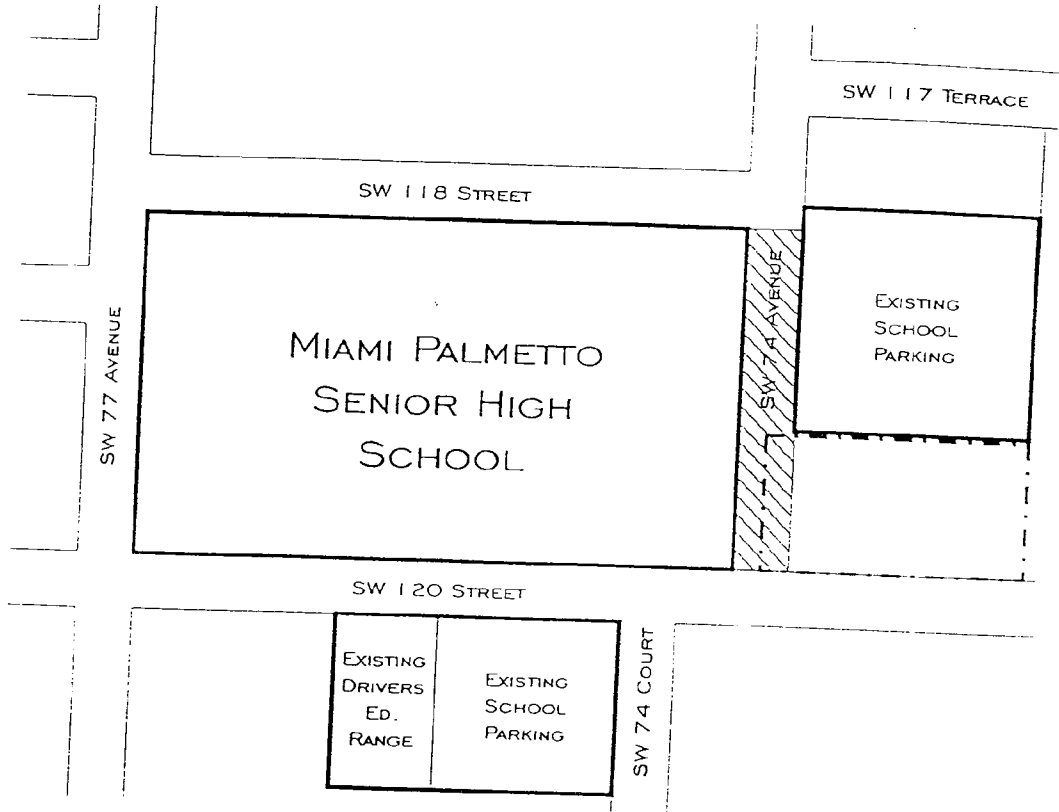 SW 117 TERRACE
SW 118 STREET
SW 77 AVENUE
MIAMI PALMETTO
SENIOR HIGH
SCHOOL
SW 74 AVENUE
EXISTING
SCHOOL
PARKING
SW 120 STREET
EXISTING
DRIVERS
ED.
RANGE
EXISTING
SCHOOL
PARKING
SW 74 COURT